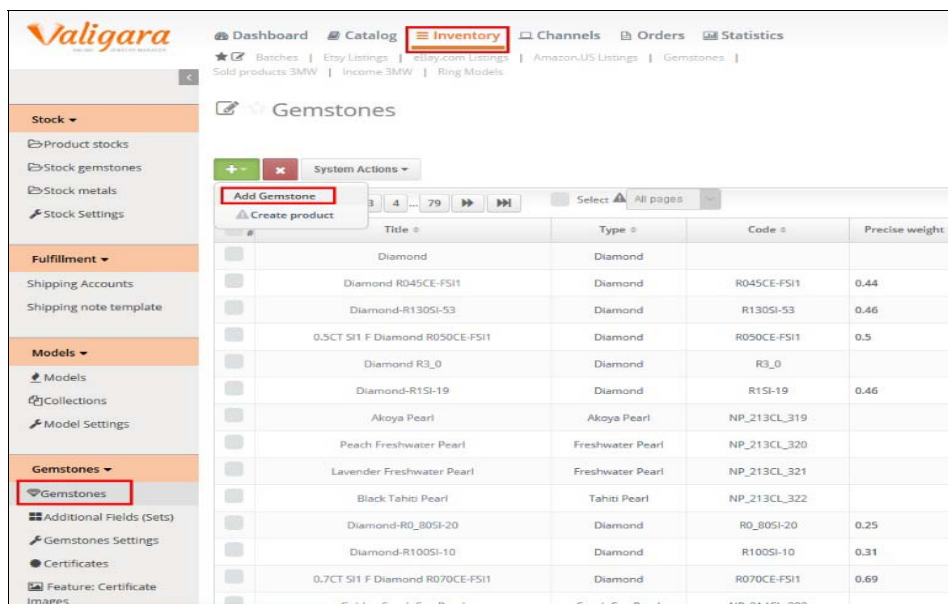 Valigara
Dashboard Catalog Inventory Channels Orders Statistics
Batches | Etsy Listings | eBay.com Listings | Amazon.US Listings | Gemstones |
Sold products 3MW | Income 3MW | Ring Models
Gemstones
Stock
Product stocks
Stock gemstones
Stock metals
Stock Settings
Fulfillment
Shipping Accounts
Shipping note template
Models
Models
Collections
Model Settings
Gemstones
Gemstones
Additional Fields (Sets)
Gemstones Settings
Certificates
Feature: Certificate
Images
System Actions
Add Gemstone
Create product
3 4 ... 79 Select All pages
# Title Type Code Precise weight
Diamond Diamond
Diamond R045CE-FSI1 Diamond R045CE-FSI1 0.44
Diamond-R130SI-53 Diamond R130SI-53 0.46
0.5CT SI1 F Diamond R050CE-FSI1 Diamond R050CE-FSI1 0.5
Diamond R3_0 Diamond R3_0
Diamond-R1SI-19 Diamond R1SI-19 0.46
Akoya Pearl Akoya Pearl NP_213CL_319
Peach Freshwater Pearl Freshwater Pearl NP_213CL_320
Lavender Freshwater Pearl Freshwater Pearl NP_213CL_321
Black Tahiti Pearl Tahiti Pearl NP_213CL_322
Diamond-R0_80SI-20 Diamond R0_80SI-20 0.25
Diamond-R100SI-10 Diamond R100SI-10 0.31
0.7CT SI1 F Diamond R070CE-FSI1 Diamond R070CE-FSI1 0.69